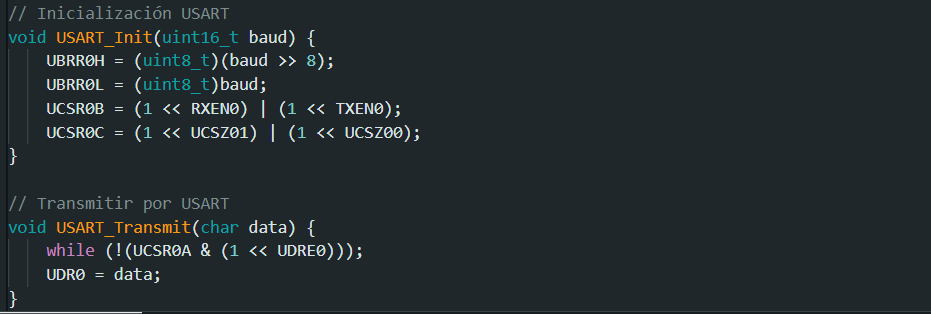 // Inicialización USART
void USART_Init(uint16_t baud) {
    UBRR0H = (uint8_t)(baud >> 8);
    UBRR0L = (uint8_t)baud;
    UCSR0B = (1 << RXEN0) | (1 << TXEN0);
    UCSR0C = (1 << UCSZ01) | (1 << UCSZ00);
}

// Transmitir por USART
void USART_Transmit(char data) {
    while (!(UCSR0A & (1 << UDRE0)));
    UDR0 = data;
}